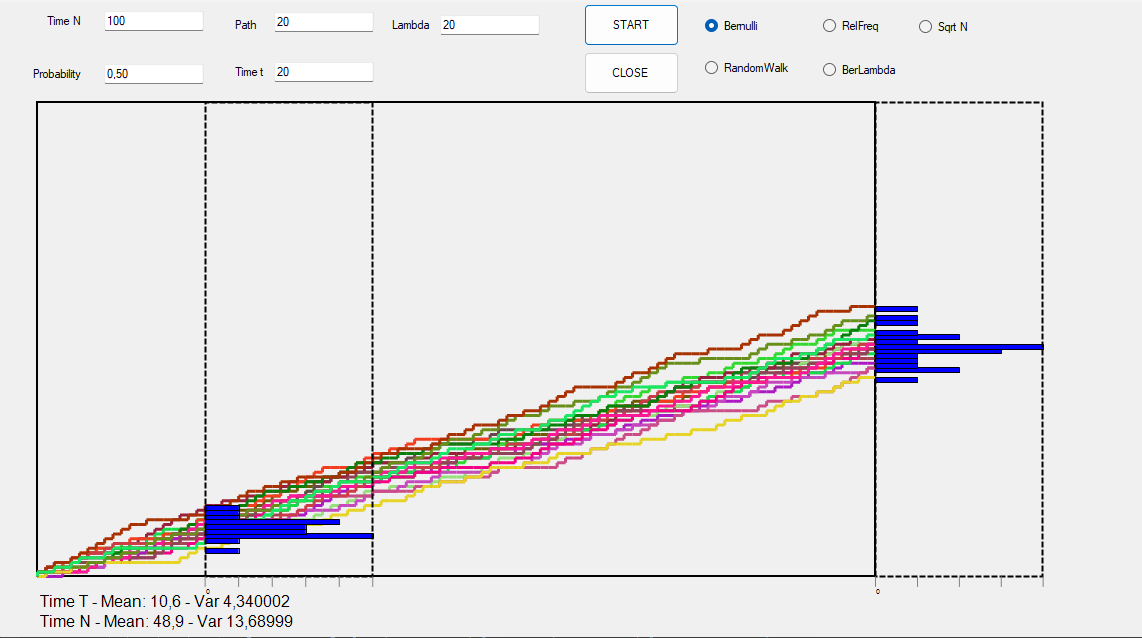 Time N 100 Path 20 Lambda 20 START Bernulli RelFreq Sqrt N
Probability 0,50 Time t 20 CLOSE RandomWalk BerLambda
0 0
Time T - Mean: 10,6 - Var 4,340002
Time N - Mean: 48,9 - Var 13,68999